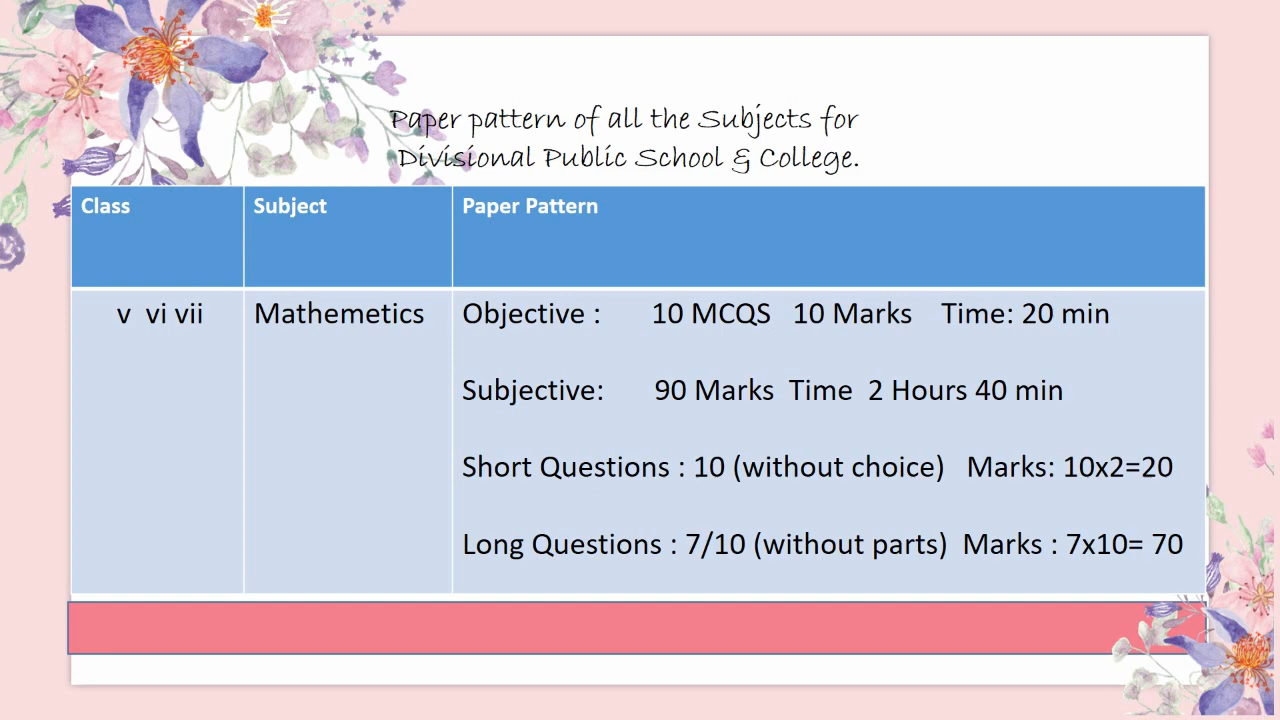 Paper pattern of all the Subjects for
Divisional Public School & College.
Class Subject Paper Pattern
v vi vii Mathemetics Objective : 10 MCQS 10 Marks Time: 20 min
Subjective: 90 Marks Time 2 Hours 40 min
Short Questions : 10 (without choice) Marks: 10x2=20
Long Questions : 7/10 (without parts) Marks : 7x10= 70